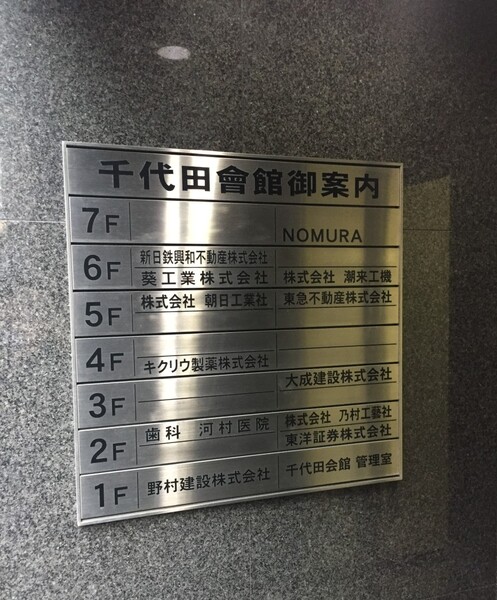 千代田會館御案内
7F
NOMURA
6F
新日鉄興和不動産株式会社
葵工業株式会社 株式会社 潮来工機
5F
株式会社 朝日工業社 東急不動産株式会社
4F
キクリウ製薬株式会社
3F
大成建設株式会社
2F
歯科 河村医院 株式会社 乃村工藝社
東洋証券株式会社
1F
野村建設株式会社 千代田会館 管理室